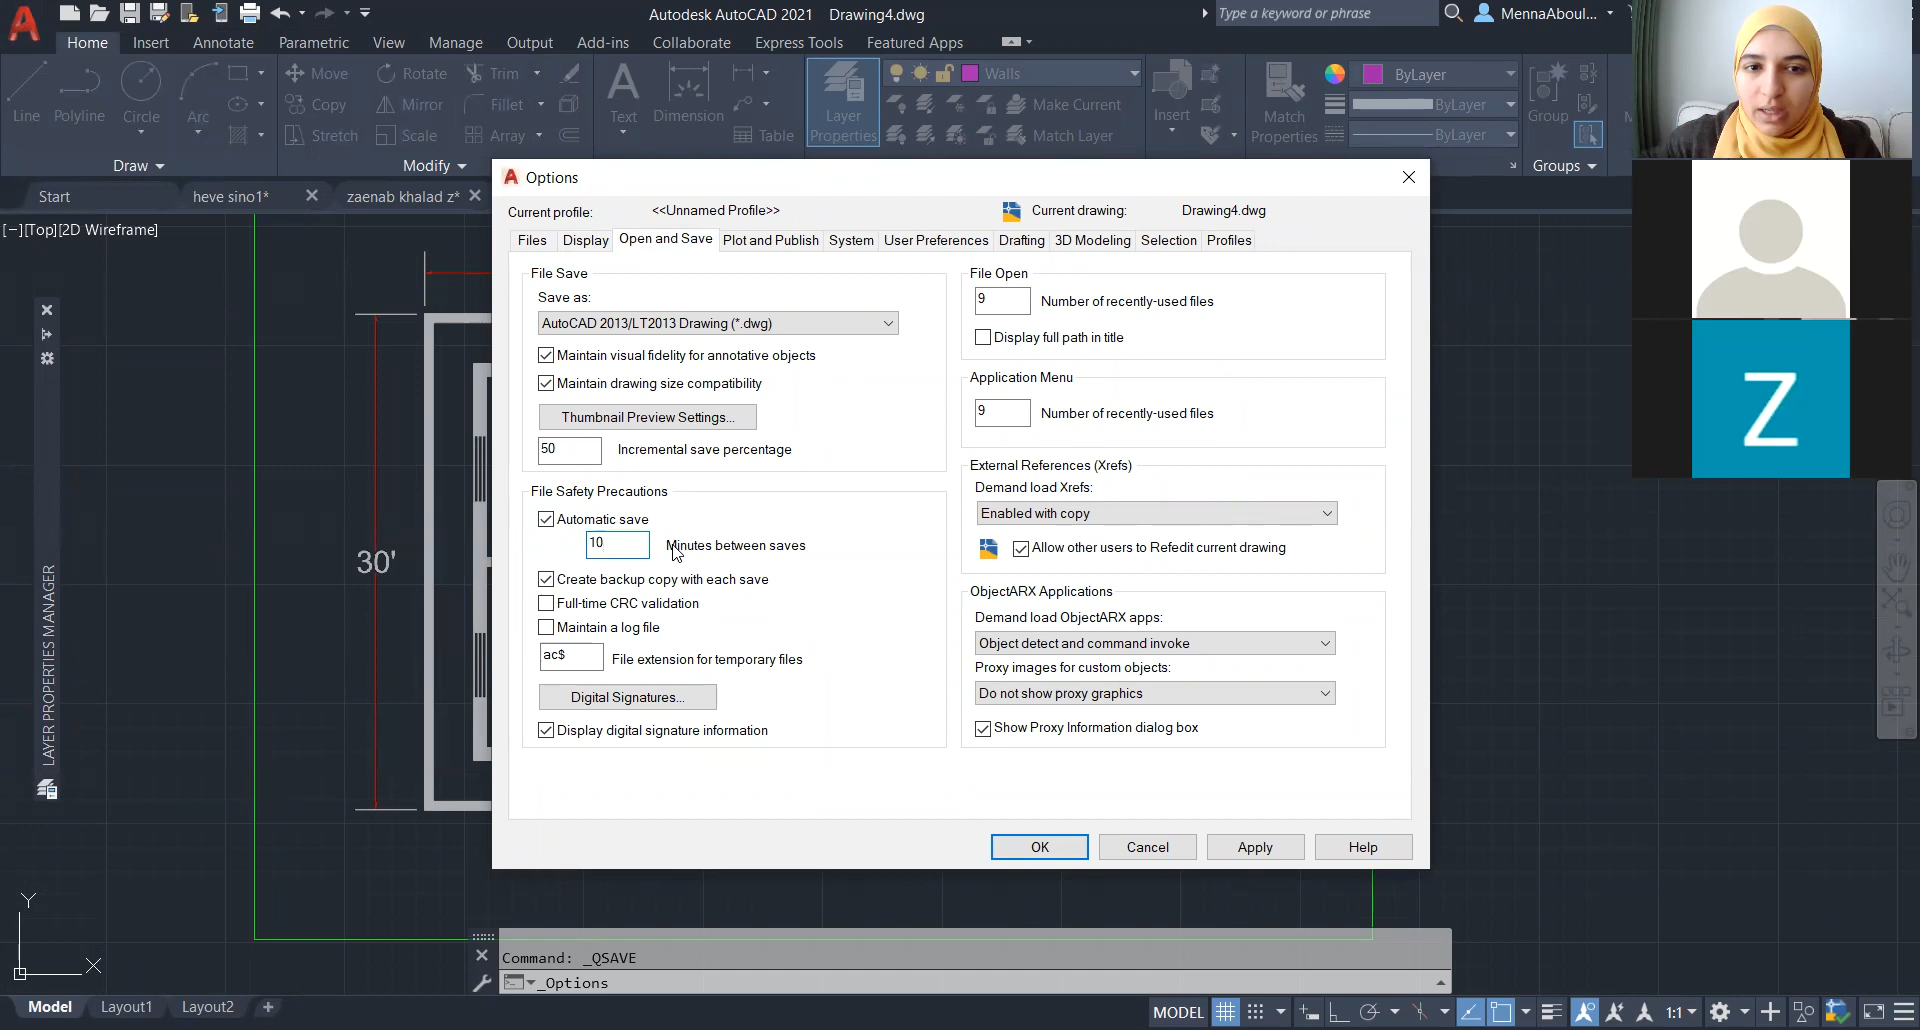 Autodesk AutoCAD 2021 Drawing4.dwg
Type a keyword or phrase
MennaAboul...
Home Insert Annotate Parametric View Manage Output Add-ins Collaborate Express Tools Featured Apps
Line Polyline Circle Arc
Move Rotate Trim
Copy Mirror Fillet
Stretch Scale Array
Text Dimension Table
Layer Properties
Walls
Make Current
Match Layer
Insert
Match Properties
ByLayer
ByLayer
ByLayer
Group
Draw Modify Groups
Start heve sino1* zaenab khalad z*
[−][Top][2D Wireframe]
LAYER PROPERTIES MANAGER
30'
Options
Current profile: <<Unnamed Profile>> Current drawing: Drawing4.dwg
Files Display Open and Save Plot and Publish System User Preferences Drafting 3D Modeling Selection Profiles
File Save
Save as:
AutoCAD 2013/LT2013 Drawing (*.dwg)
Maintain visual fidelity for annotative objects
Maintain drawing size compatibility
Thumbnail Preview Settings...
50 Incremental save percentage
File Safety Precautions
Automatic save
10 Minutes between saves
Create backup copy with each save
Full-time CRC validation
Maintain a log file
ac$ File extension for temporary files
Digital Signatures...
Display digital signature information
File Open
9 Number of recently-used files
Display full path in title
Application Menu
9 Number of recently-used files
External References (Xrefs)
Demand load Xrefs:
Enabled with copy
Allow other users to Refedit current drawing
ObjectARX Applications
Demand load ObjectARX apps:
Object detect and command invoke
Proxy images for custom objects:
Do not show proxy graphics
Show Proxy Information dialog box
OK Cancel Apply Help
Z
Y
X
Command: _QSAVE
_Options
Model Layout1 Layout2 +
MODEL 1:1